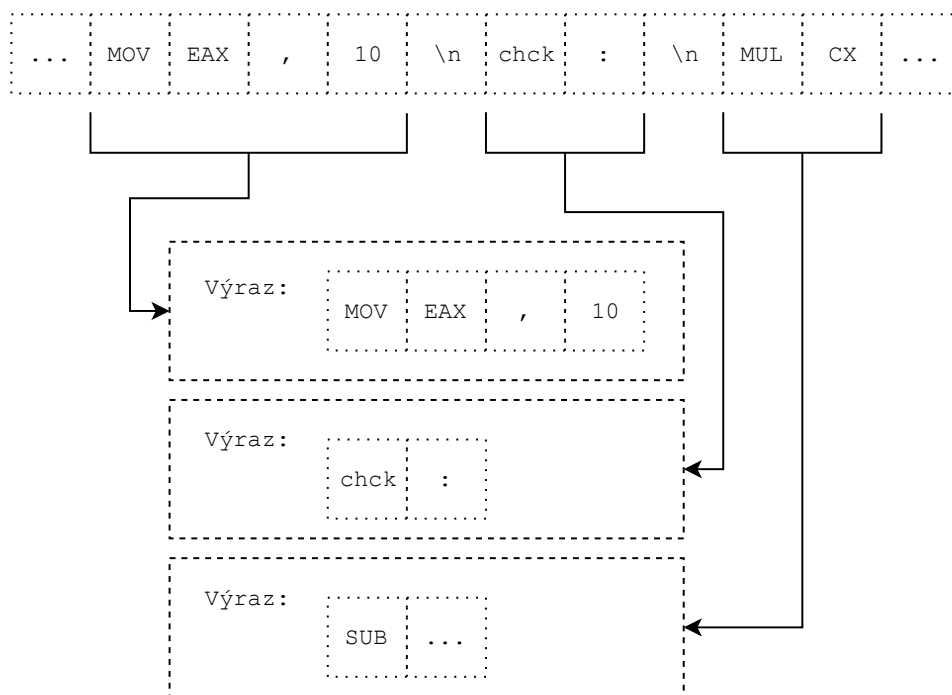 ... MOV EAX , 10 \n chck : \n MUL CX ...
Výraz: MOV EAX , 10
Výraz: chck :
Výraz: SUB ...